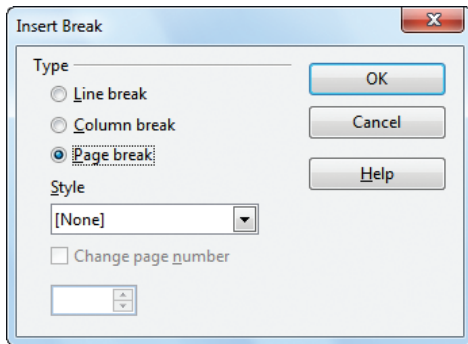 Insert Break
Type
Line break
Column break
Page break
Style
[None]
Change page number
OK
Cancel
Help